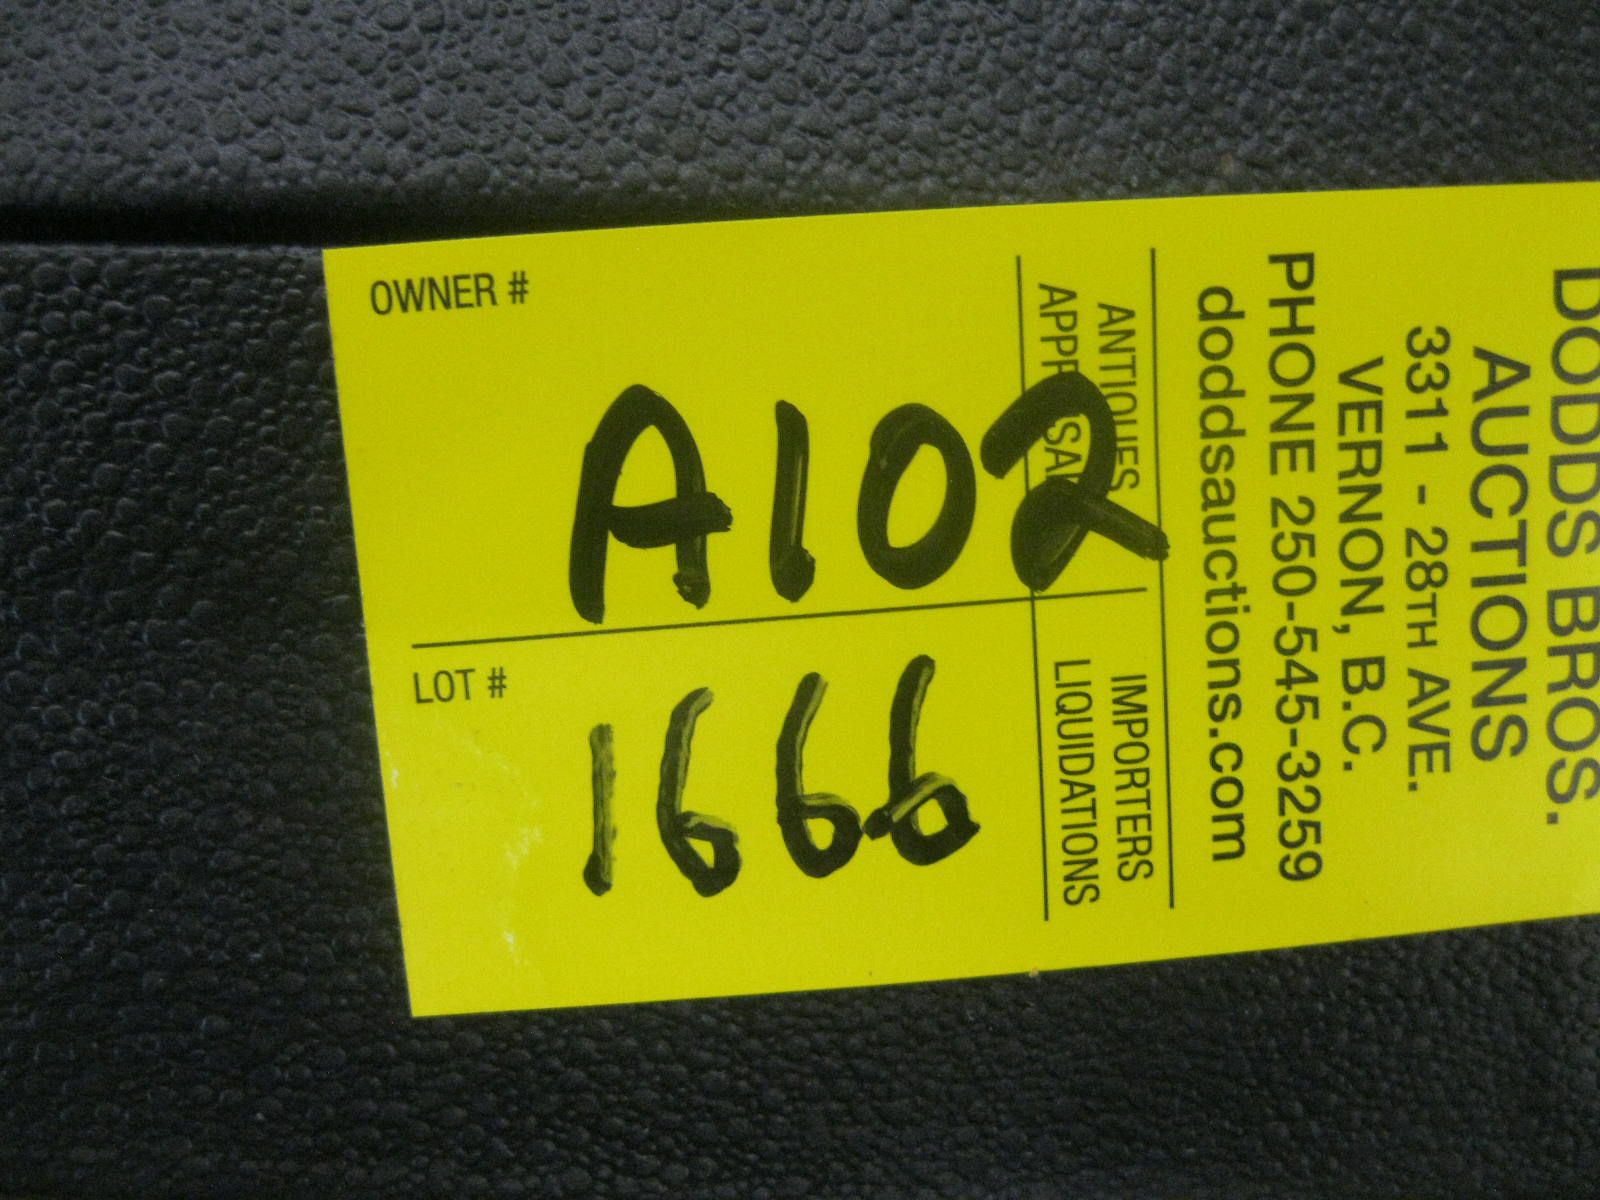 DODDS BROS.
AUCTIONS
3311 - 28TH AVE.
VERNON, B.C.
PHONE 250-545-3259
doddsauctions.com
ANTIQUES IMPORTERS
APPRAISALS LIQUIDATIONS
OWNER #
A102
LOT #
1666